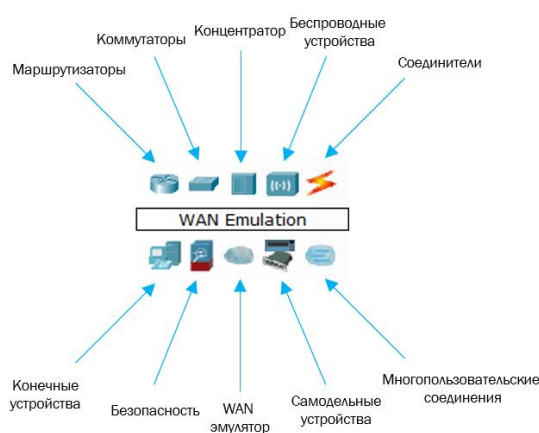 Маршрутизаторы
Коммутаторы
Концентратор
Беспроводные
устройства
Соединители
WAN Emulation
Конечные
устройства
Безопасность
WAN
эмулятор
Самодельные
устройства
Многопользовательские
соединения